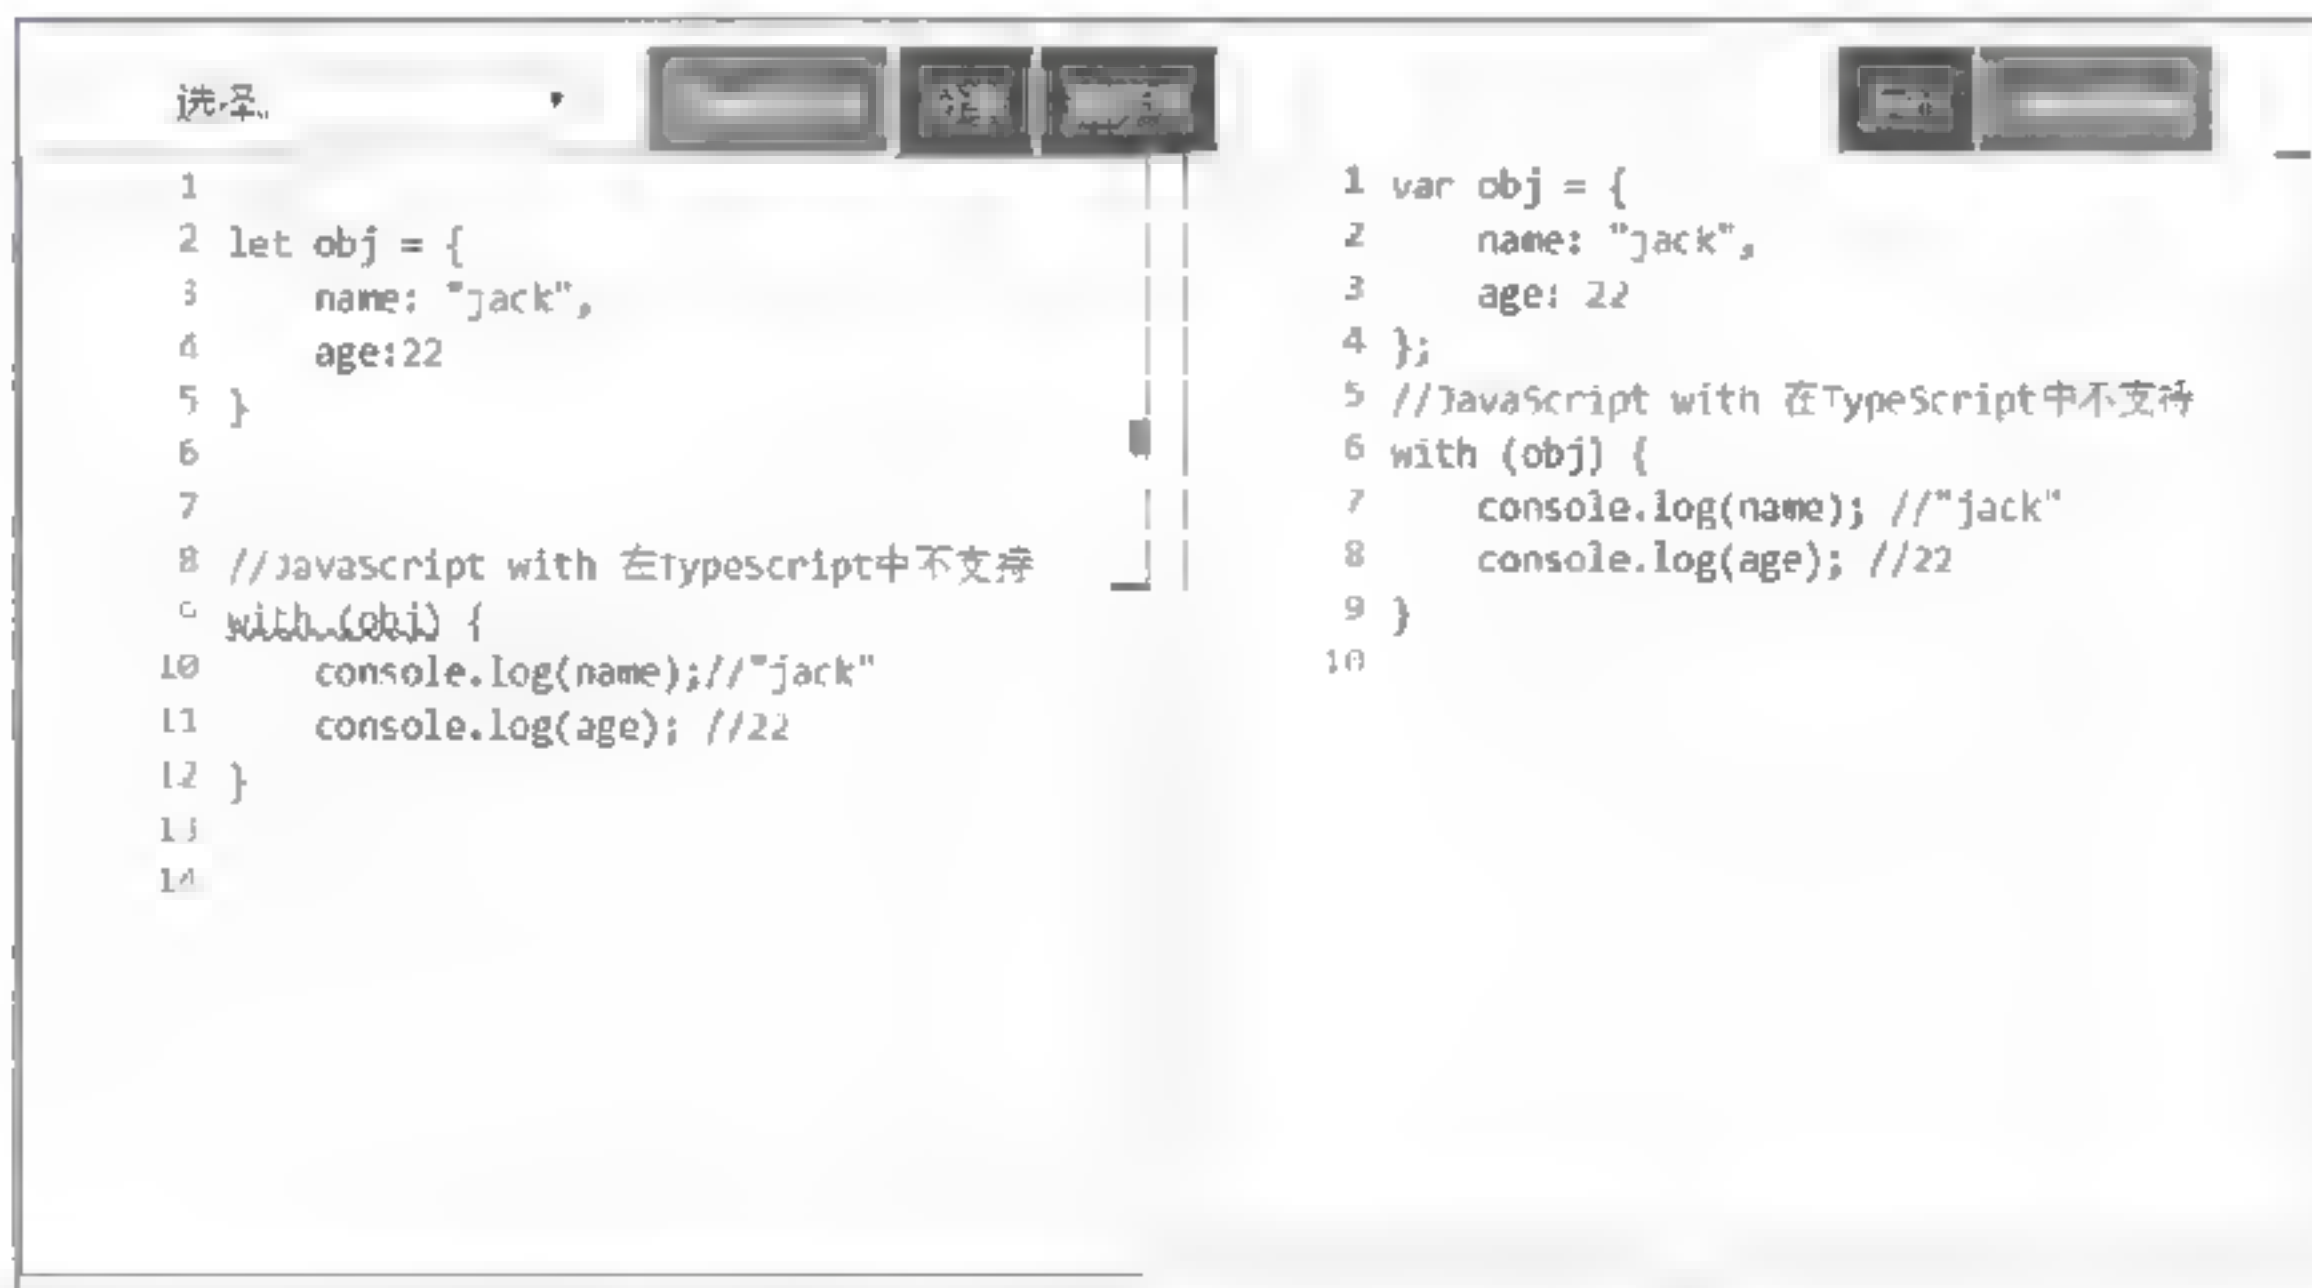 选择...
1
2 let obj = {
3     name: "jack",
4     age:22
5 }
6
7
8 //JavaScript with 在TypeScript中不支持
9 with (obj) {
10     console.log(name);//"jack"
11     console.log(age); //22
12 }
13
14
1 var obj = {
2     name: "jack",
3     age: 22
4 };
5 //JavaScript with 在TypeScript中不支持
6 with (obj) {
7     console.log(name); //"jack"
8     console.log(age); //22
9 }
10